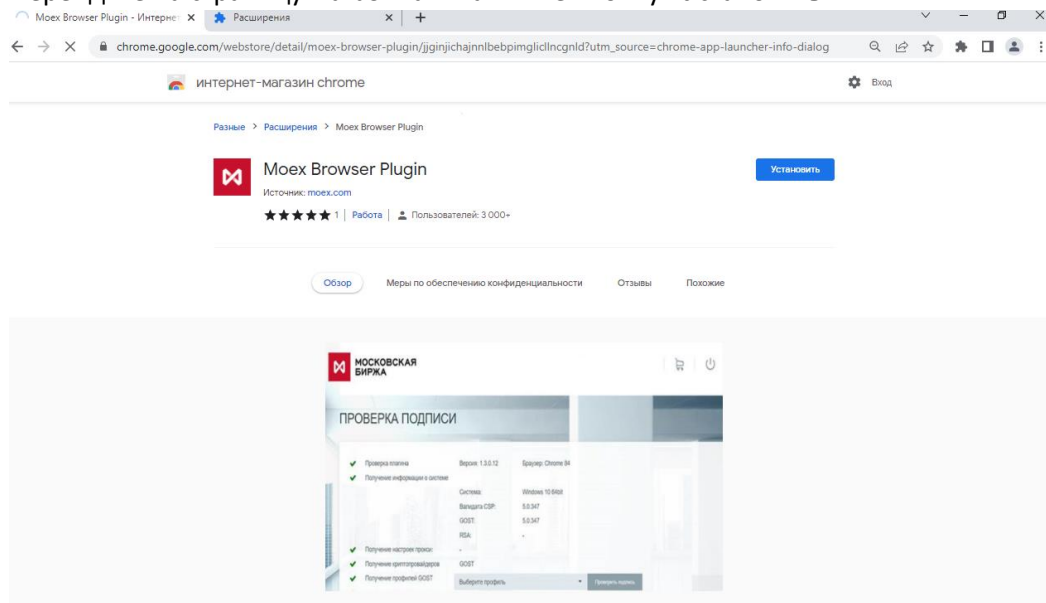 Moex Browser Plugin - Интернет
Расширения
chrome.google.com/webstore/detail/moex-browser-plugin/jjginjichajnnlbebpimgliclIncgnld?utm_source=chrome-app-launcher-info-dialog
интернет-магазин chrome
Вход
Разные > Расширения > Moex Browser Plugin
Moex Browser Plugin
Установить
Источник: moex.com
★★★★★ 1 | Работа | Пользователей: 3 000+
Обзор Меры по обеспечению конфиденциальности Отзывы Похожие
МОСКОВСКАЯ
БИРЖА
ПРОВЕРКА ПОДПИСИ
Проверка плагина Версия: 1.3.0.12 Браузер: Chrome 84
Получение информации о системе
Система: Windows 10 64bit
Валидата CSP: 5.0.347
GOST: 5.0.347
RSA: -
Получение настроек прокси: -
Получение криптопровайдеров GOST
Получение профилей GOST Выберите профиль Проверить подпись